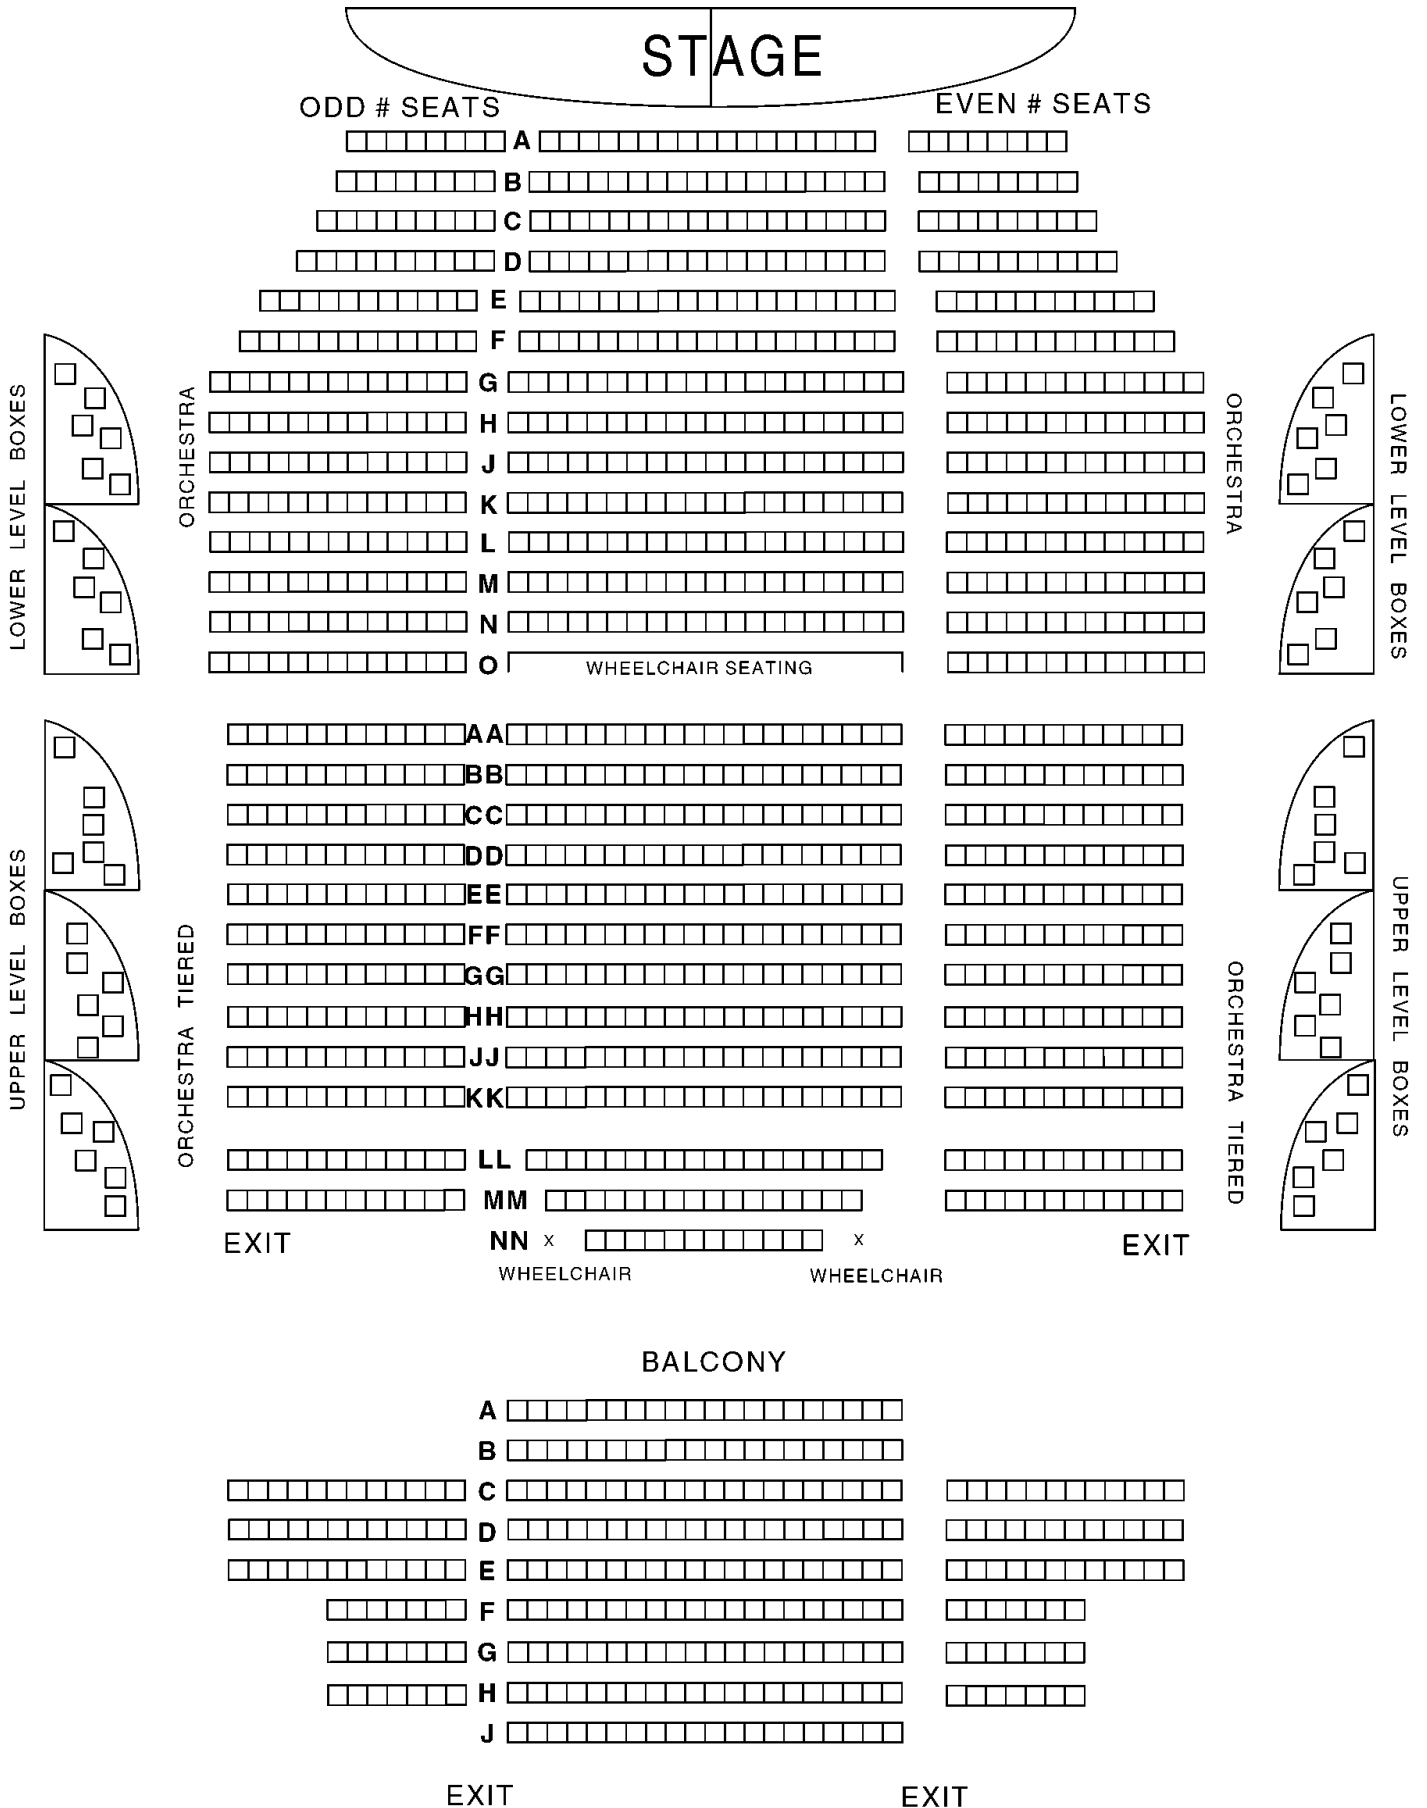 STAGE
ODD # SEATS
EVEN # SEATS
A
B
C
D
E
F
G
H
J
K
L
M
N
O
WHEELCHAIR SEATING
LOWER LEVEL BOXES
ORCHESTRA
ORCHESTRA
LOWER LEVEL BOXES
AA
BB
CC
DD
EE
FF
GG
HH
JJ
KK
LL
MM
NN x x
UPPER LEVEL BOXES
ORCHESTRA TIERED
ORCHESTRA TIERED
UPPER LEVEL BOXES
EXIT
EXIT
WHEELCHAIR
WHEELCHAIR
BALCONY
A
B
C
D
E
F
G
H
J
EXIT
EXIT